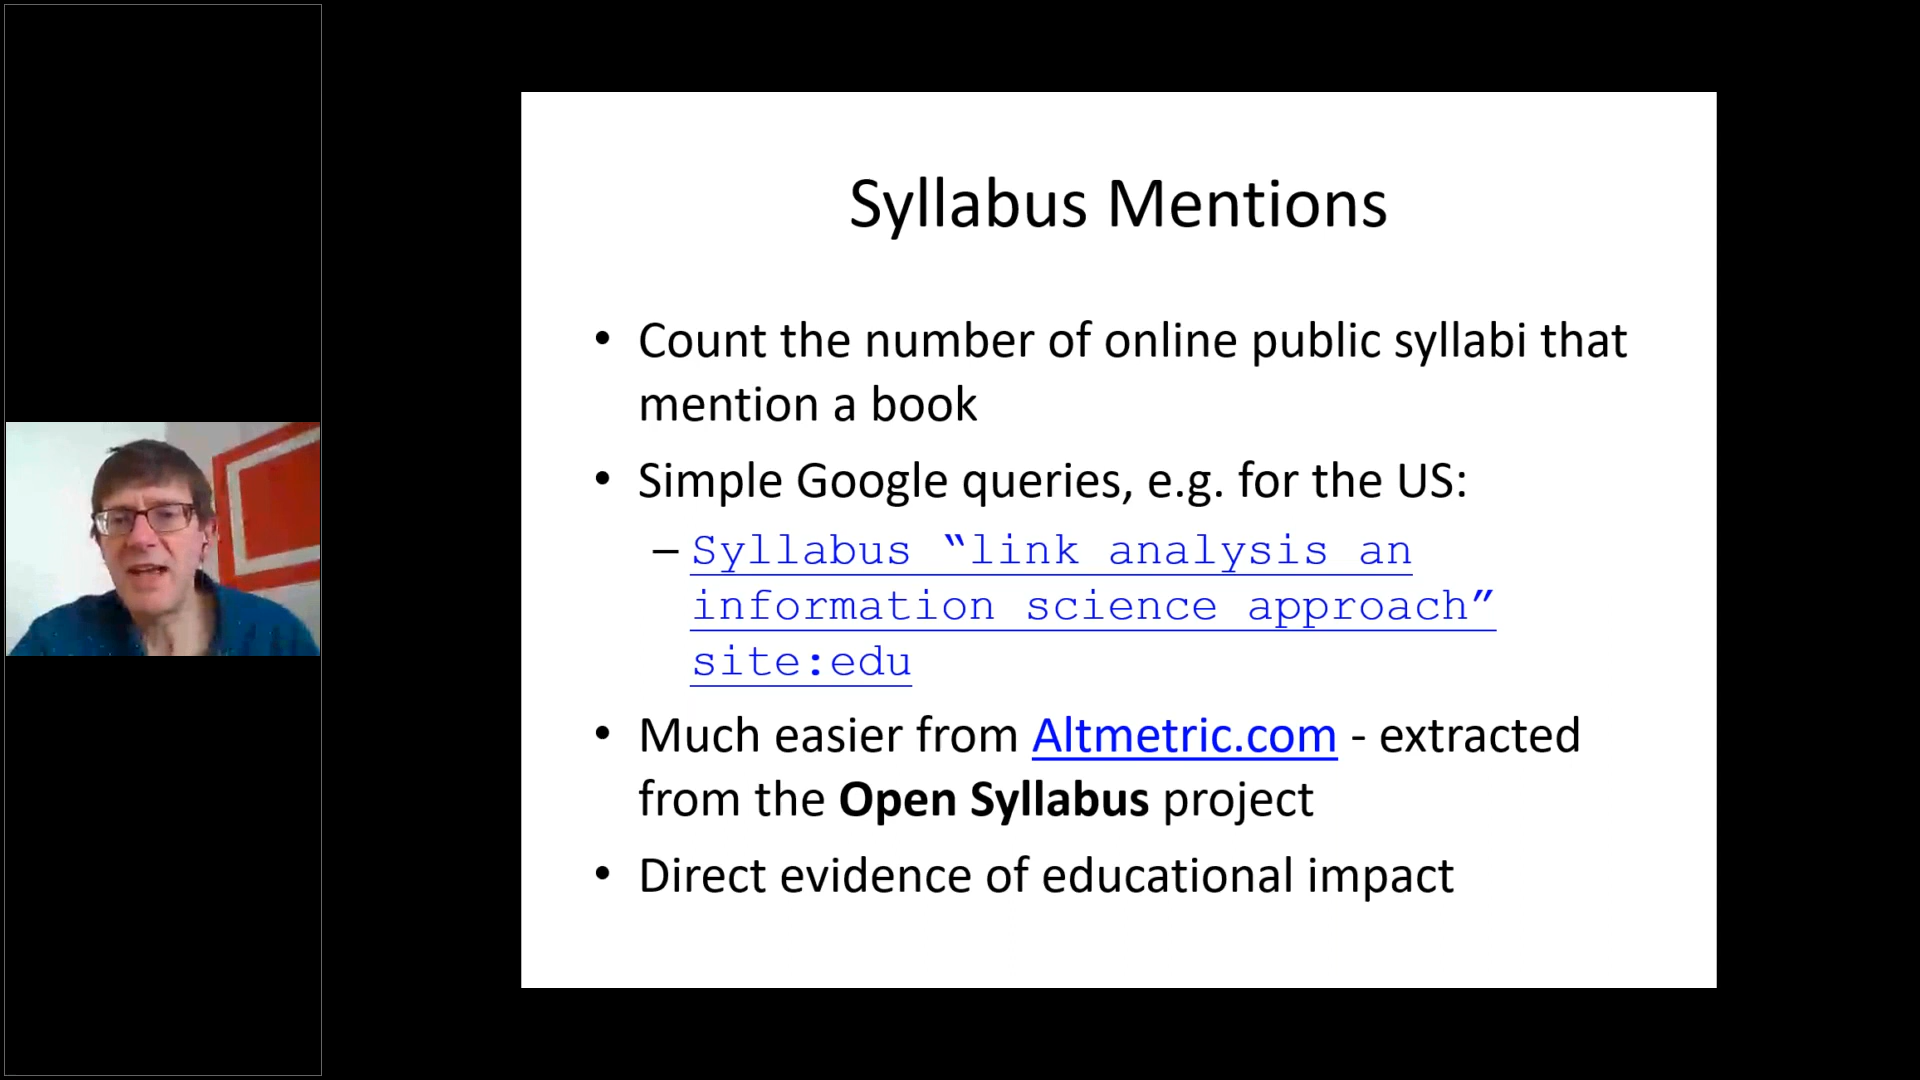 Syllabus Mentions
• Count the number of online public syllabi that
mention a book
• Simple Google queries, e.g. for the US:
– Syllabus “link analysis an
information science approach”
site:edu
• Much easier from Altmetric.com - extracted
from the Open Syllabus project
• Direct evidence of educational impact